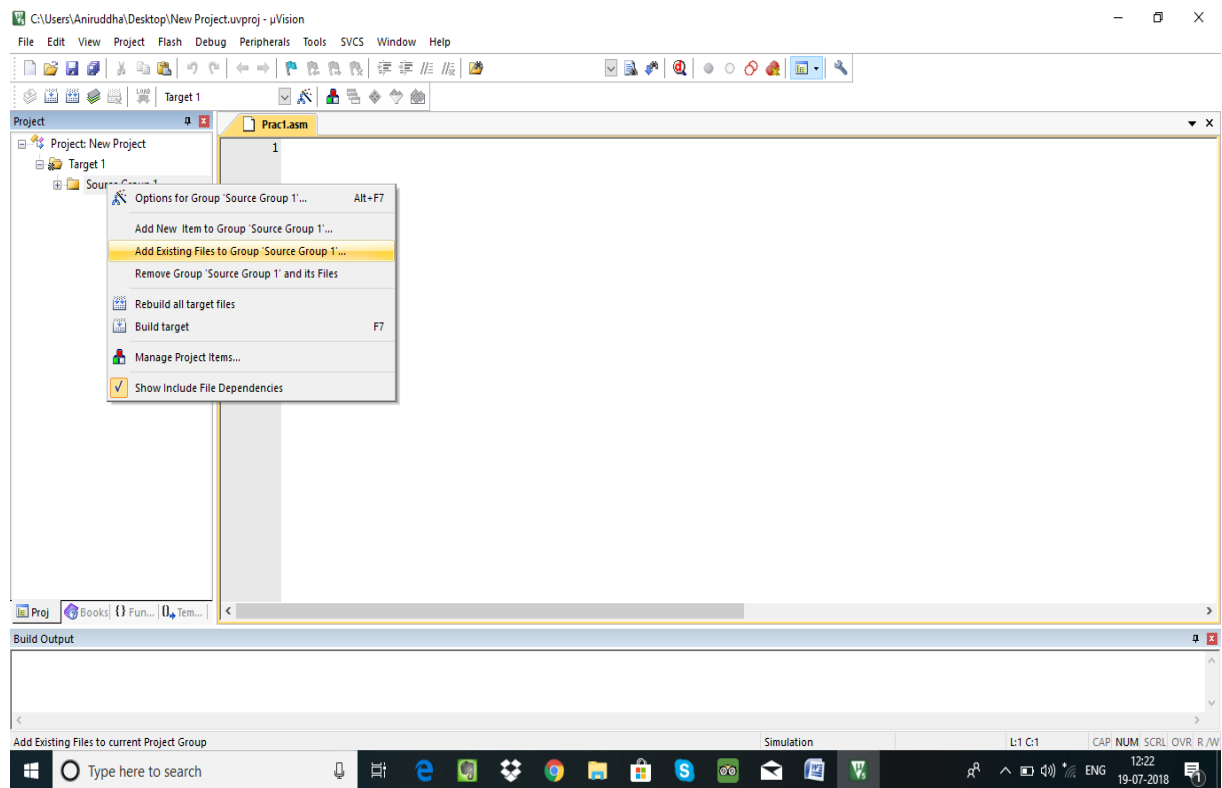 C:\Users\Aniruddha\Desktop\New Project.uvproj - µVision
File Edit View Project Flash Debug Peripherals Tools SVCS Window Help
LOAD Target 1
Project
Prac1.asm
Project: New Project
1
Target 1
Source Group 1
Options for Group 'Source Group 1'... Alt+F7
Add New Item to Group 'Source Group 1'...
Add Existing Files to Group 'Source Group 1'...
Remove Group 'Source Group 1' and its Files
Rebuild all target files
Build target F7
Manage Project Items...
Show Include File Dependencies
Proj Books {} Fun... Tem...
Build Output
Add Existing Files to current Project Group Simulation L:1 C:1 CAP NUM SCRL OVR R/W
Type here to search
ENG
12:22
19-07-2018
1